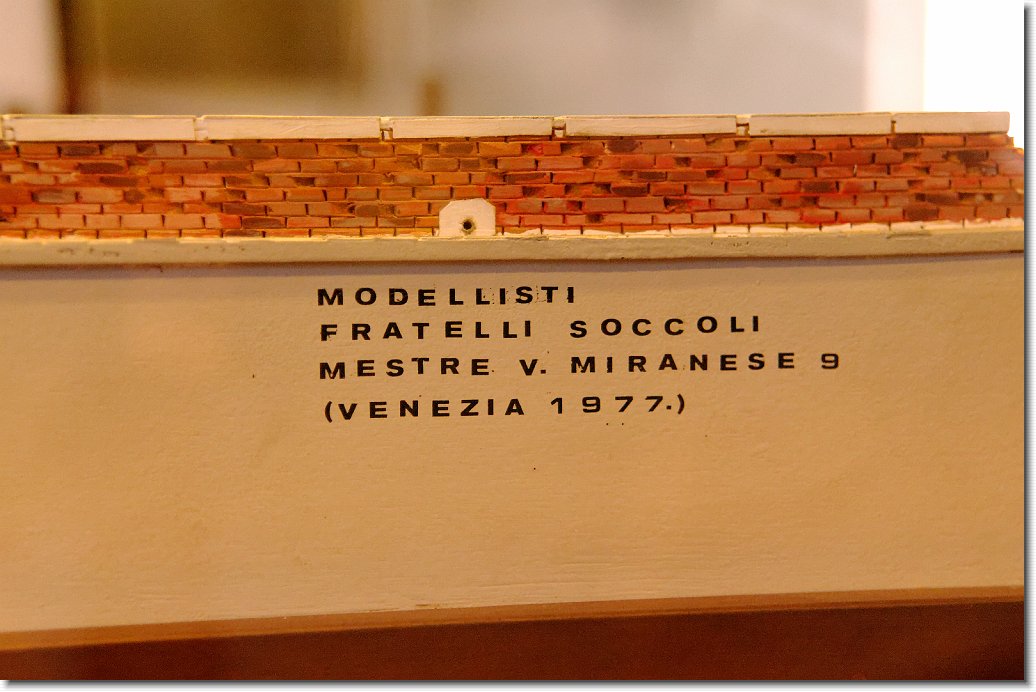 MODELLISTI
FRATELLI SOCCOLI
MESTRE V. MIRANESE 9
(VENEZIA 1977.)